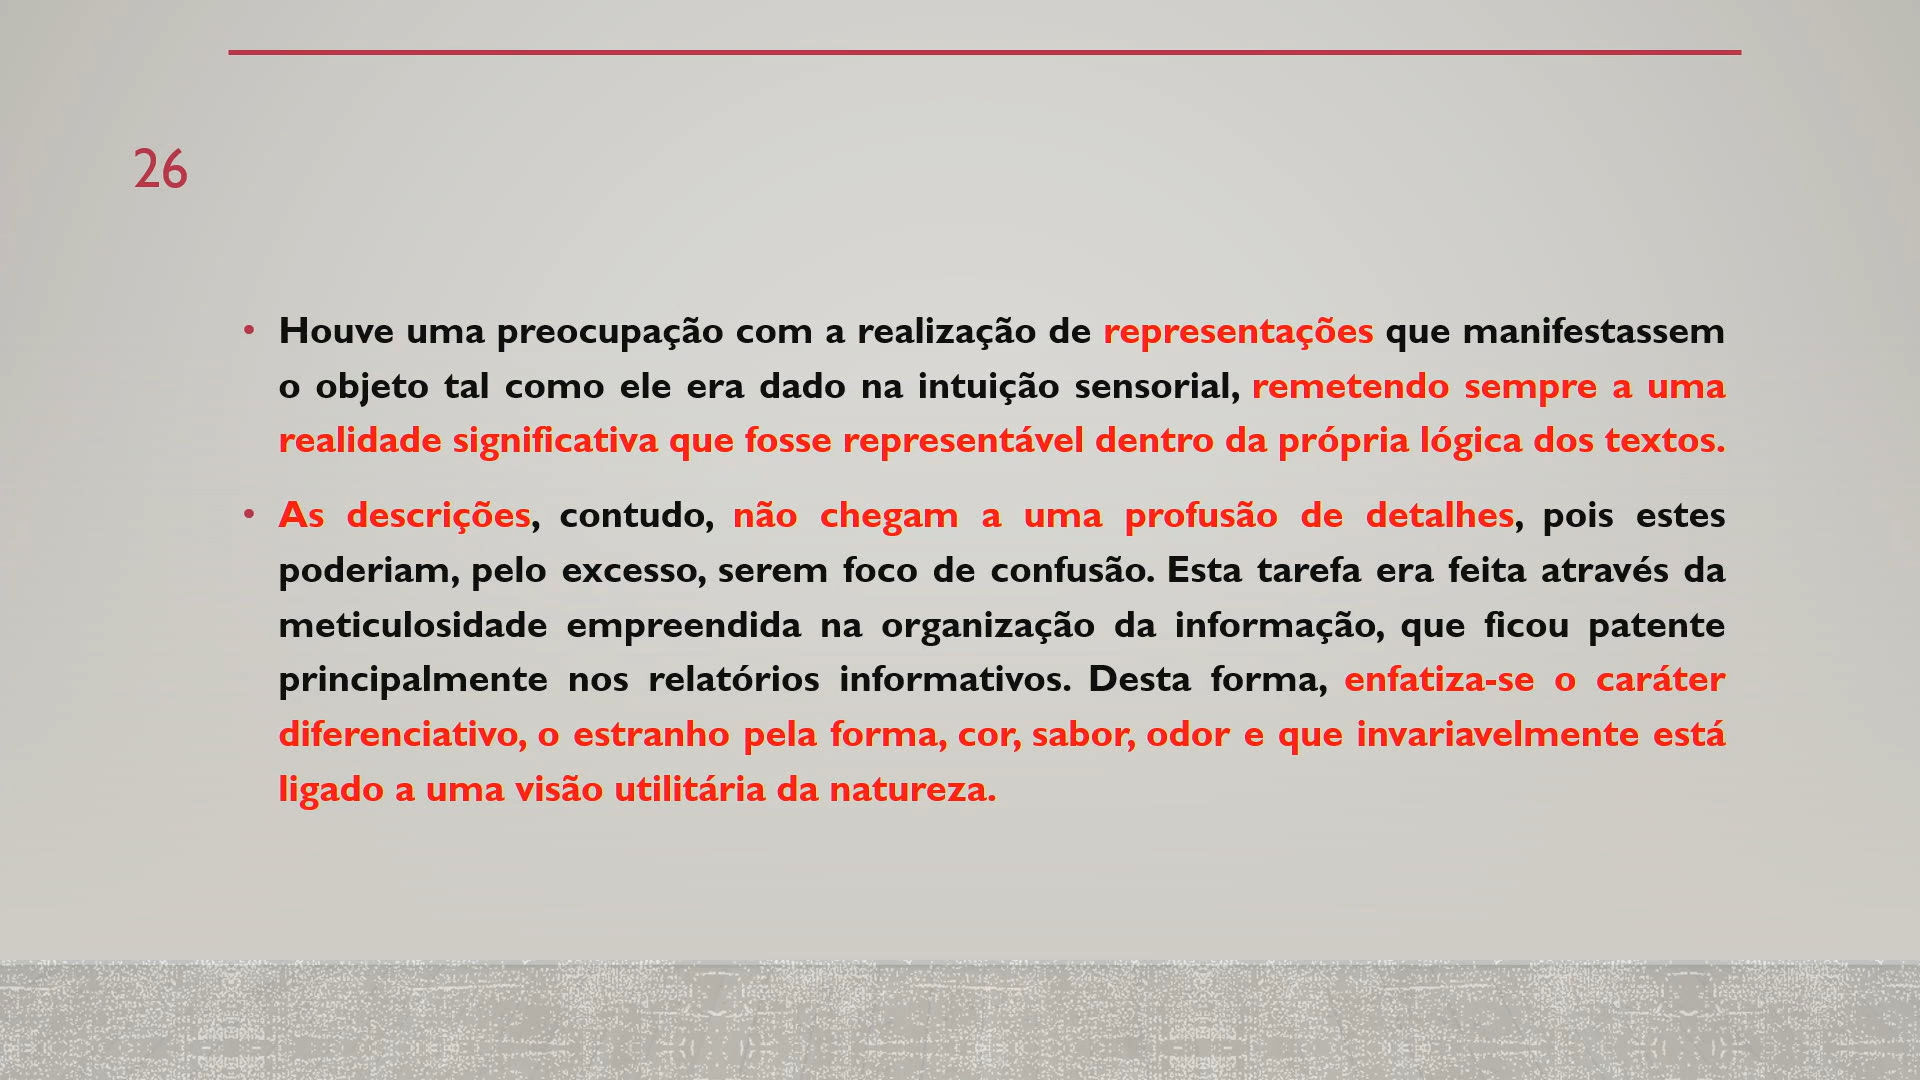 26
• Houve uma preocupação com a realização de representações que manifestassem
o objeto tal como ele era dado na intuição sensorial, remetendo sempre a uma
realidade significativa que fosse representável dentro da própria lógica dos textos.
• As descrições, contudo, não chegam a uma profusão de detalhes, pois estes
poderiam, pelo excesso, serem foco de confusão. Esta tarefa era feita através da
meticulosidade empreendida na organização da informação, que ficou patente
principalmente nos relatórios informativos. Desta forma, enfatiza-se o caráter
diferenciativo, o estranho pela forma, cor, sabor, odor e que invariavelmente está
ligado a uma visão utilitária da natureza.